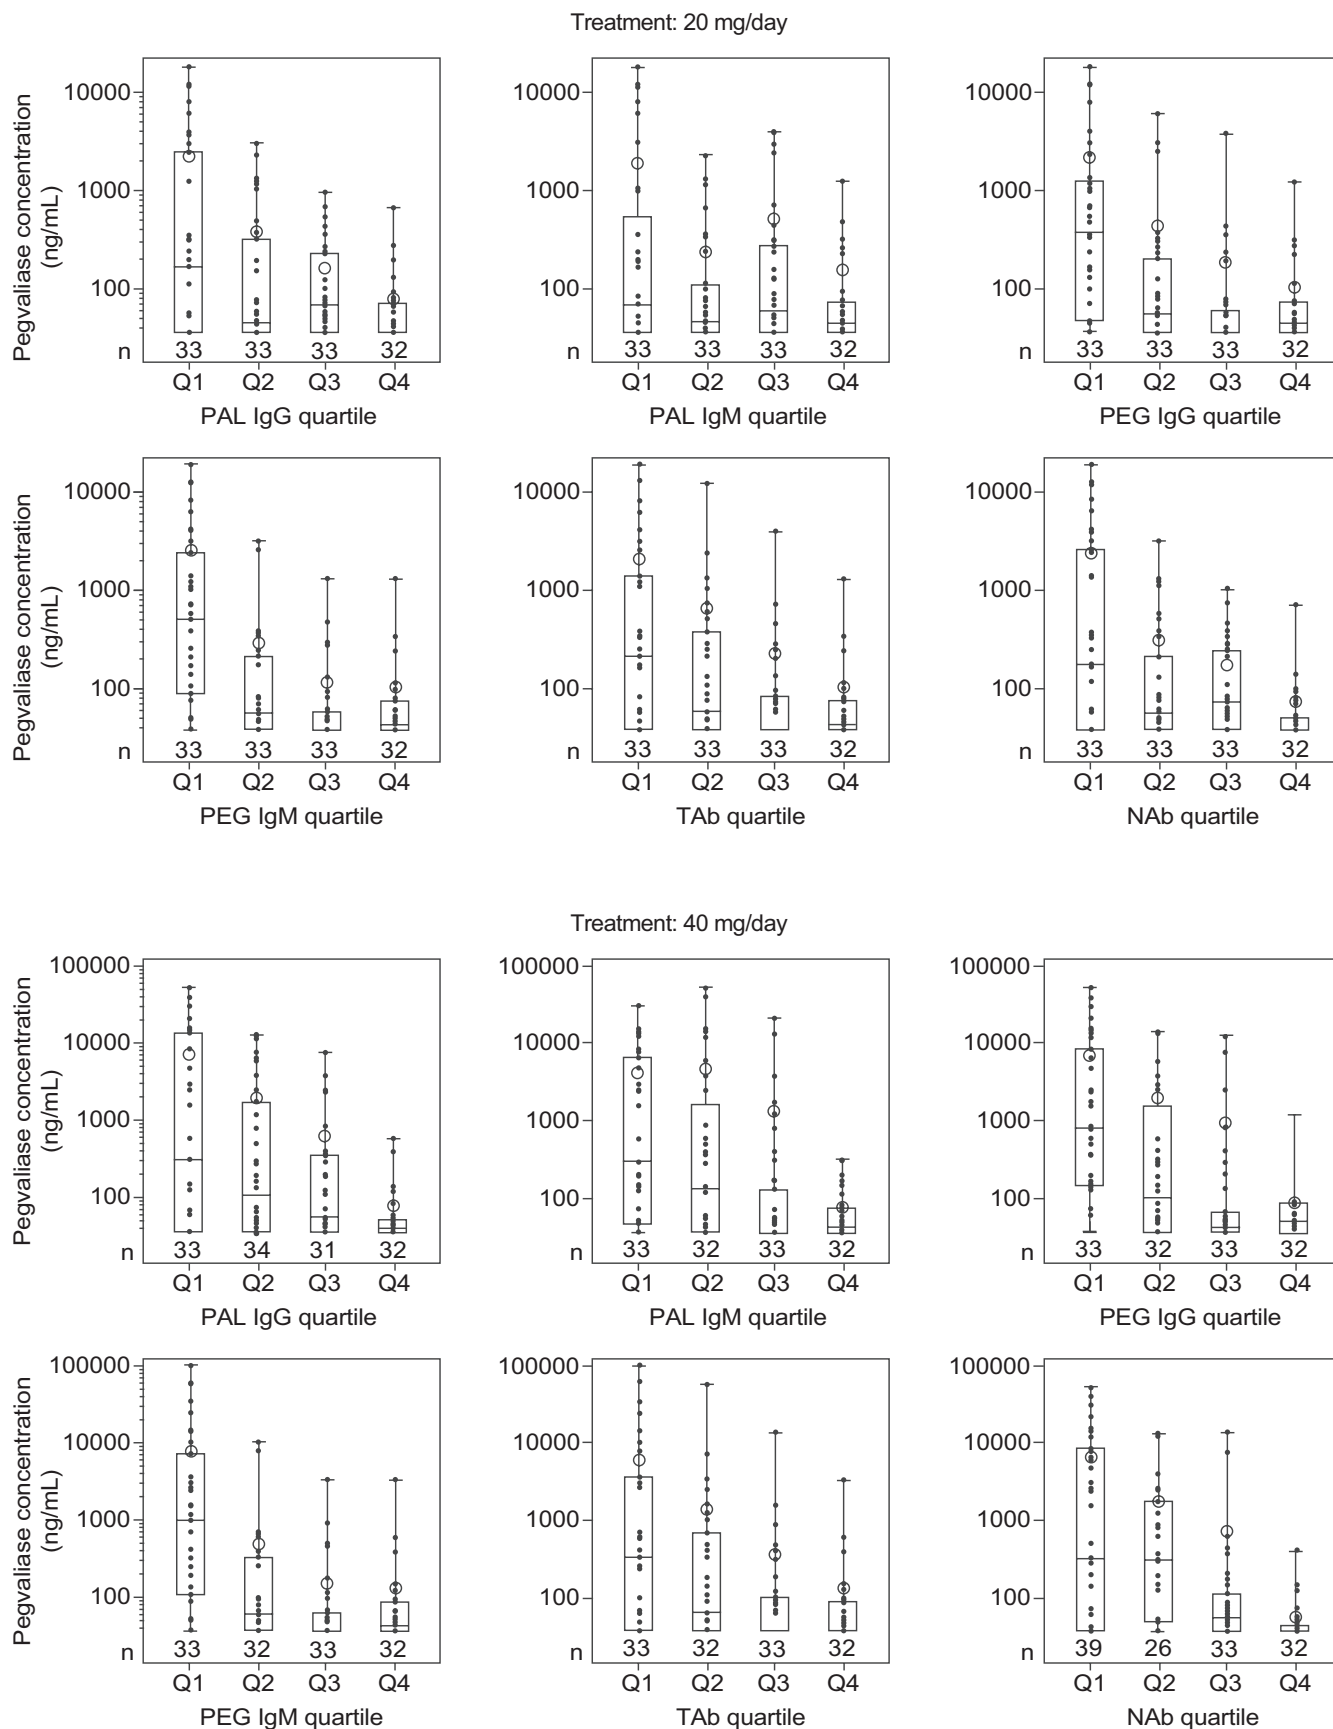 Treatment: 20 mg/day
Pegvaliase concentration
(ng/mL)
10000
1000
100
n 33 33 33 32
Q1 Q2 Q3 Q4
PAL IgG quartile
10000
1000
100
n 33 33 33 32
Q1 Q2 Q3 Q4
PAL IgM quartile
10000
1000
100
n 33 33 33 32
Q1 Q2 Q3 Q4
PEG IgG quartile
Pegvaliase concentration
(ng/mL)
10000
1000
100
n 33 33 33 32
Q1 Q2 Q3 Q4
PEG IgM quartile
10000
1000
100
n 33 33 33 32
Q1 Q2 Q3 Q4
TAb quartile
10000
1000
100
n 33 33 33 32
Q1 Q2 Q3 Q4
NAb quartile
Treatment: 40 mg/day
Pegvaliase concentration
(ng/mL)
100000
10000
1000
100
n 33 34 31 32
Q1 Q2 Q3 Q4
PAL IgG quartile
100000
10000
1000
100
n 33 32 33 32
Q1 Q2 Q3 Q4
PAL IgM quartile
100000
10000
1000
100
n 33 32 33 32
Q1 Q2 Q3 Q4
PEG IgG quartile
Pegvaliase concentration
(ng/mL)
100000
10000
1000
100
n 33 32 33 32
Q1 Q2 Q3 Q4
PEG IgM quartile
100000
10000
1000
100
n 33 32 33 32
Q1 Q2 Q3 Q4
TAb quartile
100000
10000
1000
100
n 39 26 33 32
Q1 Q2 Q3 Q4
NAb quartile